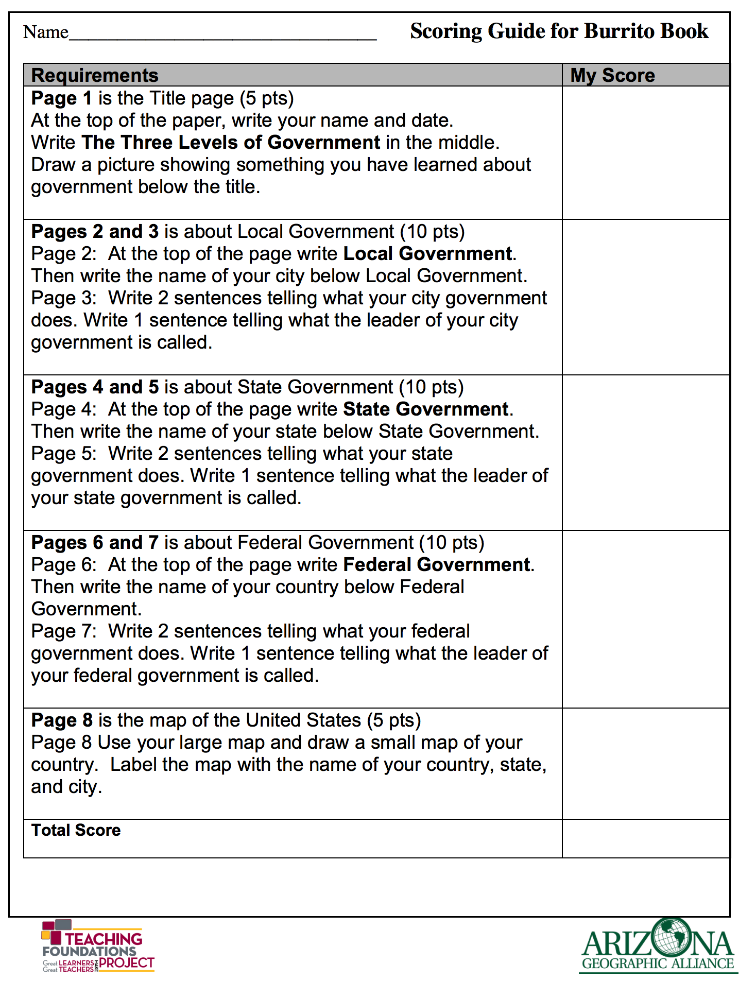 Name________________________________ Scoring Guide for Burrito Book
Requirements My Score
Page 1 is the Title page (5 pts)
At the top of the paper, write your name and date.
Write The Three Levels of Government in the middle.
Draw a picture showing something you have learned about
government below the title.
Pages 2 and 3 is about Local Government (10 pts)
Page 2:  At the top of the page write Local Government.
Then write the name of your city below Local Government.
Page 3:  Write 2 sentences telling what your city government
does. Write 1 sentence telling what the leader of your city
government is called.
Pages 4 and 5 is about State Government (10 pts)
Page 4:  At the top of the page write State Government.
Then write the name of your state below State Government.
Page 5:  Write 2 sentences telling what your state
government does. Write 1 sentence telling what the leader of
your state government is called.
Pages 6 and 7 is about Federal Government (10 pts)
Page 6:  At the top of the page write Federal Government.
Then write the name of your country below Federal
Government.
Page 7:  Write 2 sentences telling what your federal
government does. Write 1 sentence telling what the leader of
your federal government is called.
Page 8 is the map of the United States (5 pts)
Page 8 Use your large map and draw a small map of your
country.  Label the map with the name of your country, state,
and city.
Total Score
TEACHING
FOUNDATIONS
Great LEARNERS MAKE PROJECT
Great TEACHERS
ARIZONA
GEOGRAPHIC ALLIANCE